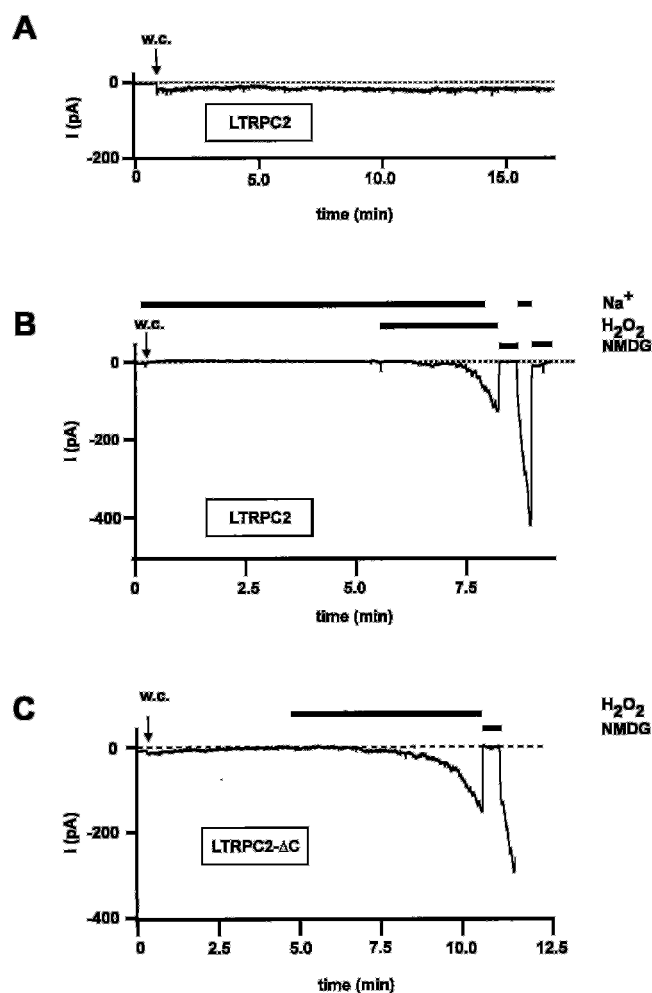 A
w.c.
0
I (pA)
LTRPC2
-200
0 5.0 10.0 15.0
time (min)
Na+
B
w.c.
H2O2
NMDG
0
-200
I (pA)
-400
LTRPC2
0 2.5 5.0 7.5
time (min)
C
w.c.
H2O2
NMDG
0
I (pA)
-200
LTRPC2-ΔC
-400
0 2.5 5.0 7.5 10.0 12.5
time (min)